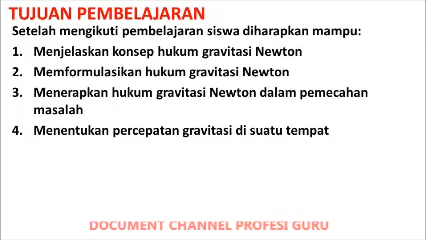 TUJUAN PEMBELAJARAN
Setelah mengikuti pembelajaran siswa diharapkan mampu:
1. Menjelaskan konsep hukum gravitasi Newton
2. Memformulasikan hukum gravitasi Newton
3. Menerapkan hukum gravitasi Newton dalam pemecahan
masalah
4. Menentukan percepatan gravitasi di suatu tempat
DOCUMENT CHANNEL PROFESI GURU